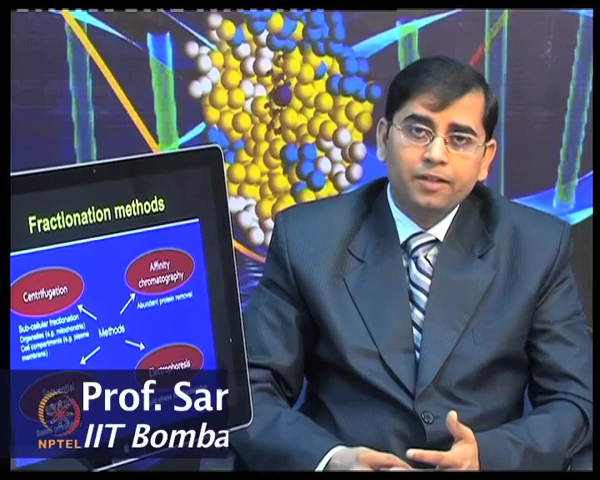 Fractionation methods
Centrifugation
Affinity
chromatography
Abundant protein removal
Sub-cellular fractionation
Organelles (e.g. mitochondria)
Cell compartments (e.g. plasma
membrane)
Methods
Electrophoresis
Prof. Sar
IIT Bomba
NPTEL